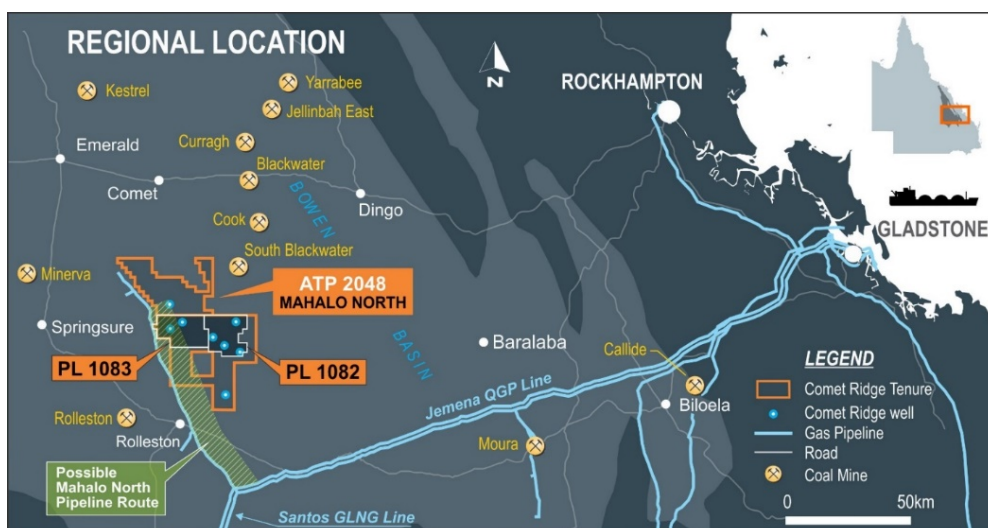 REGIONAL LOCATION
N
Kestrel
Yarrabee
Jellinbah East
ROCKHAMPTON
Curragh
Emerald
Blackwater
Comet
BOWEN
Dingo
Cook
GLADSTONE
South Blackwater
Minerva
ATP 2048
MAHALO NORTH
Springsure
BASIN
Baralaba
PL 1083
PL 1082
Callide
LEGEND
Comet Ridge Tenure
Comet Ridge well
Gas Pipeline
Road
Coal Mine
Jemena QGP Line
Biloela
Rolleston
Rolleston
Moura
Possible
Mahalo North
Pipeline Route
0 50km
Santos GLNG Line